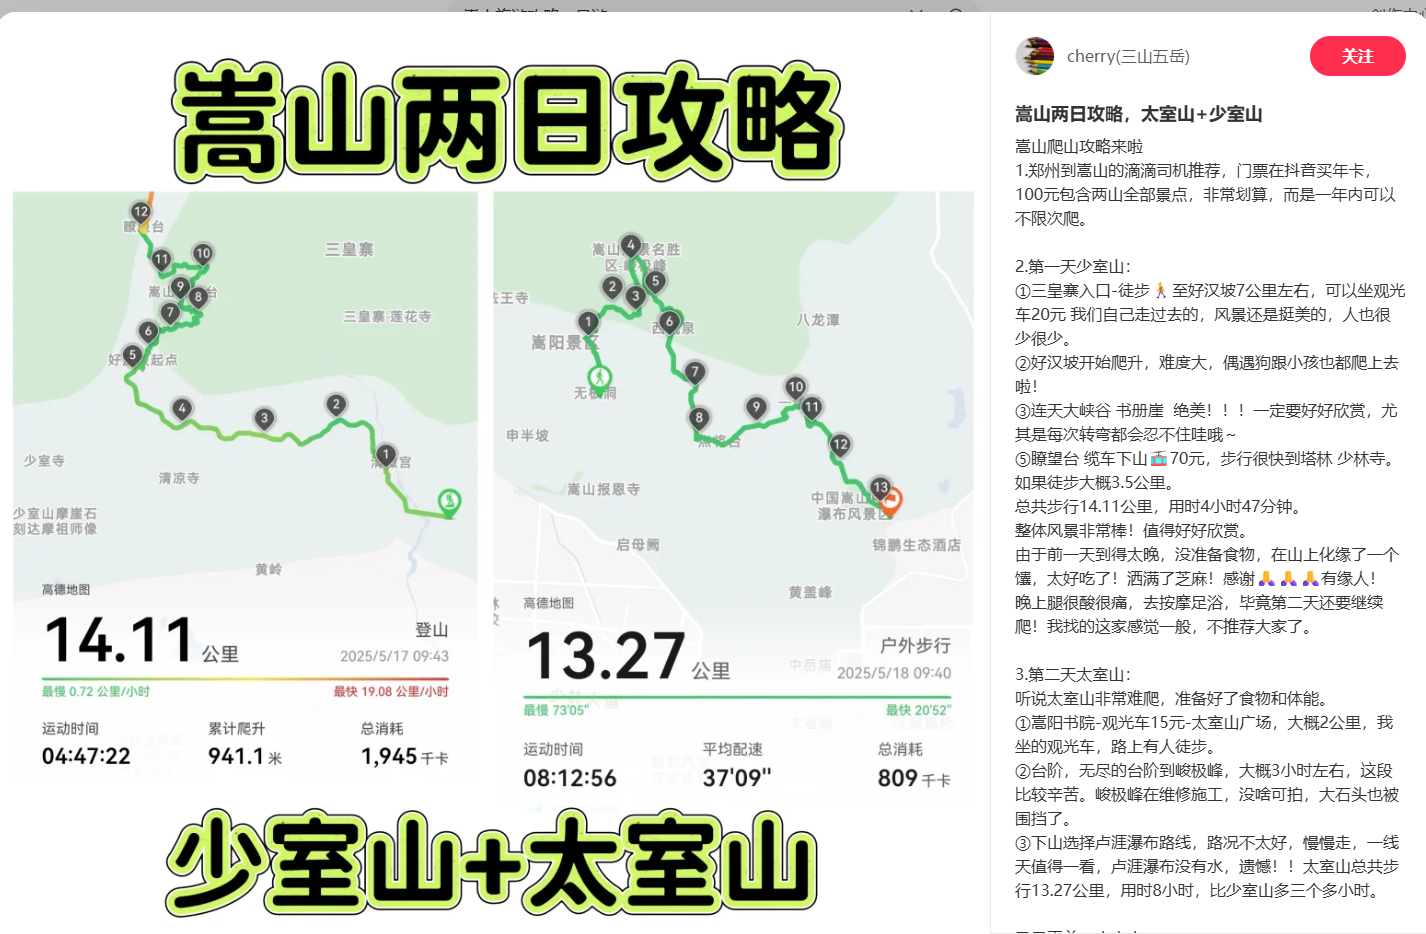 嵩山两日攻略
12
瞭望台
11
10
三皇寨
9
8
嵩山
台
7
三皇寨·莲花寺
6
5
好汉坡起点
4
3
2
1
少室寺
清凉寺
少室山摩崖石
刻达摩祖师像
黄岭
高德地图
14.11公里
登山
2025/5/17 09:43
最慢 0.72 公里/小时
最快 19.08 公里/小时
运动时间
累计爬升
总消耗
04:47:22
941.1米
1,945千卡
4
嵩山
景名胜
区-峻极峰
2
3
5
法王寺
1
6
八龙潭
嵩阳景区
无极洞
7
10
9
11
8
申半坡
12
嵩山报恩寺
13
中国嵩山
瀑布风景区
启母阙
锦鹏生态酒店
黄盖峰
高德地图
13.27公里
户外步行
中岳庙
2025/5/18 09:40
最慢 73'05"
最快 20'52"
运动时间
平均配速
总消耗
08:12:56
37'09"
809千卡
少室山+太室山
cherry(三山五岳)
关注
嵩山两日攻略，太室山+少室山
嵩山爬山攻略来啦
1.郑州到嵩山的滴滴司机推荐，门票在抖音买年卡，
100元包含两山全部景点，非常划算，而是一年内可以
不限次爬。
2.第一天少室山：
①三皇寨入口-徒步🚶至好汉坡7公里左右，可以坐观光
车20元 我们自己走过去的，风景还是挺美的，人也很
少很少。
②好汉坡开始爬升，难度大，偶遇狗跟小孩也都爬上去
啦！
③连天大峡谷 书册崖  绝美！！！一定要好好欣赏，尤
其是每次转弯都会忍不住哇哦～
⑤瞭望台 缆车下山🚠70元，步行很快到塔林 少林寺。
如果徒步大概3.5公里。
总共步行14.11公里，用时4小时47分钟。
整体风景非常棒！值得好好欣赏。
由于前一天到得太晚，没准备食物，在山上化缘了一个
馕，太好吃了！洒满了芝麻！感谢🙏🙏🙏有缘人！
晚上腿很酸很痛，去按摩足浴，毕竟第二天还要继续
爬！我找的这家感觉一般，不推荐大家了。
3.第二天太室山：
听说太室山非常难爬，准备好了食物和体能。
①嵩阳书院-观光车15元-太室山广场，大概2公里，我
坐的观光车，路上有人徒步。
②台阶，无尽的台阶到峻极峰，大概3小时左右，这段
比较辛苦。峻极峰在维修施工，没啥可拍，大石头也被
围挡了。
③下山选择卢涯瀑布路线，路况不太好，慢慢走，一线
天值得一看，卢涯瀑布没有水，遗憾！！太室山总共步
行13.27公里，用时8小时，比少室山多三个多小时。